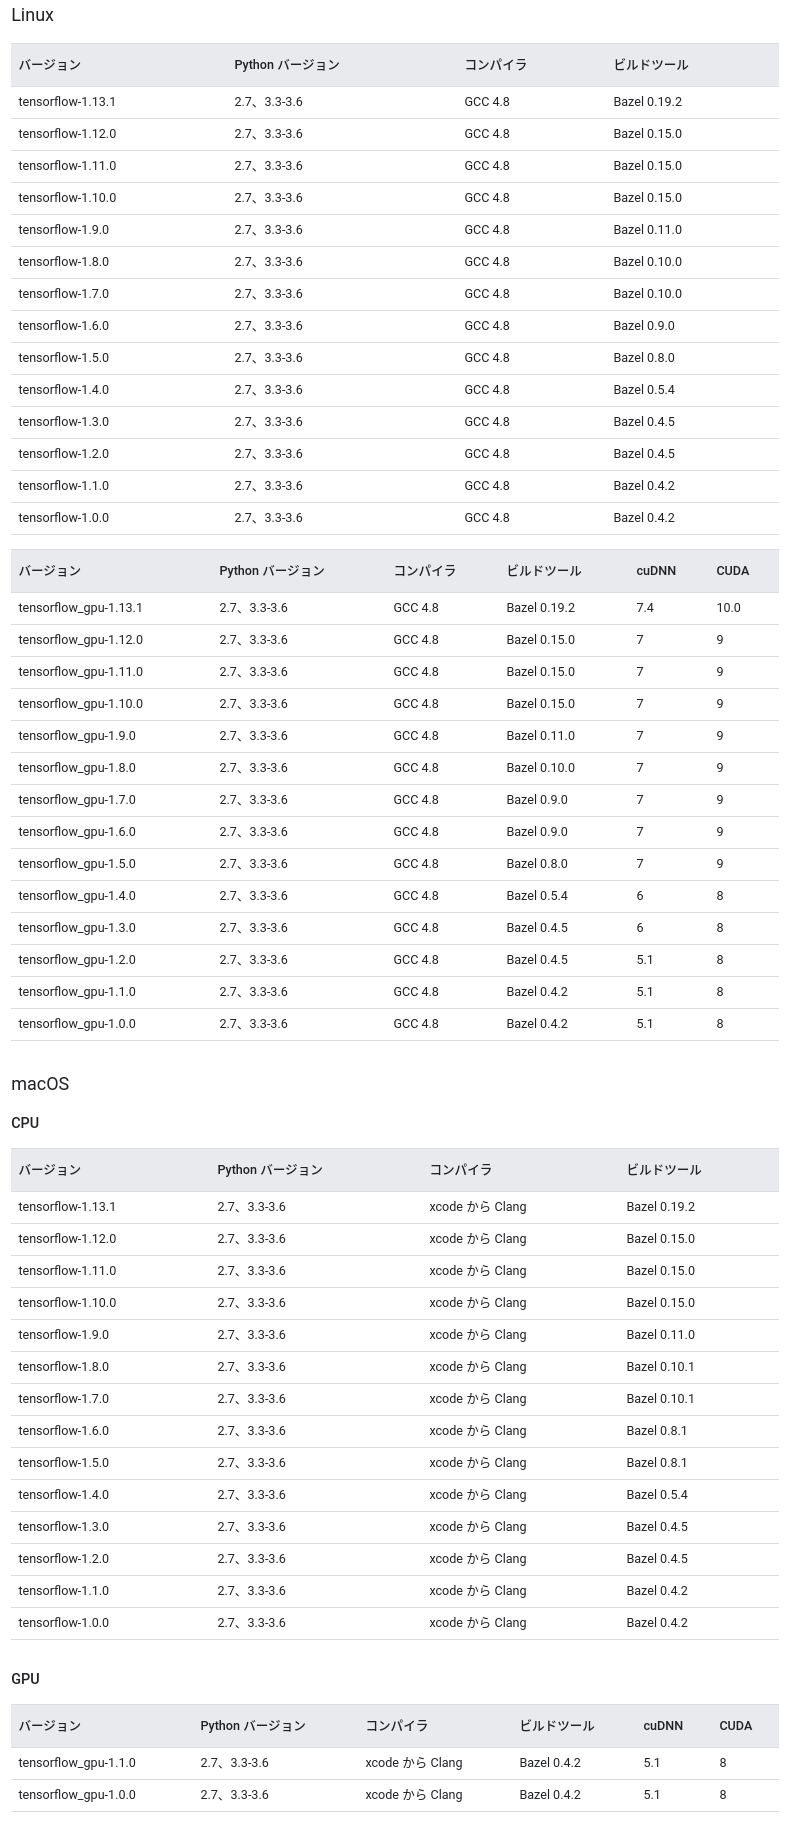 Linux
バージョン Python バージョン コンパイラ ビルドツール
tensorflow-1.13.1 2.7、3.3-3.6 GCC 4.8 Bazel 0.19.2
tensorflow-1.12.0 2.7、3.3-3.6 GCC 4.8 Bazel 0.15.0
tensorflow-1.11.0 2.7、3.3-3.6 GCC 4.8 Bazel 0.15.0
tensorflow-1.10.0 2.7、3.3-3.6 GCC 4.8 Bazel 0.15.0
tensorflow-1.9.0 2.7、3.3-3.6 GCC 4.8 Bazel 0.11.0
tensorflow-1.8.0 2.7、3.3-3.6 GCC 4.8 Bazel 0.10.0
tensorflow-1.7.0 2.7、3.3-3.6 GCC 4.8 Bazel 0.10.0
tensorflow-1.6.0 2.7、3.3-3.6 GCC 4.8 Bazel 0.9.0
tensorflow-1.5.0 2.7、3.3-3.6 GCC 4.8 Bazel 0.8.0
tensorflow-1.4.0 2.7、3.3-3.6 GCC 4.8 Bazel 0.5.4
tensorflow-1.3.0 2.7、3.3-3.6 GCC 4.8 Bazel 0.4.5
tensorflow-1.2.0 2.7、3.3-3.6 GCC 4.8 Bazel 0.4.5
tensorflow-1.1.0 2.7、3.3-3.6 GCC 4.8 Bazel 0.4.2
tensorflow-1.0.0 2.7、3.3-3.6 GCC 4.8 Bazel 0.4.2
バージョン Python バージョン コンパイラ ビルドツール cuDNN CUDA
tensorflow_gpu-1.13.1 2.7、3.3-3.6 GCC 4.8 Bazel 0.19.2 7.4 10.0
tensorflow_gpu-1.12.0 2.7、3.3-3.6 GCC 4.8 Bazel 0.15.0 7 9
tensorflow_gpu-1.11.0 2.7、3.3-3.6 GCC 4.8 Bazel 0.15.0 7 9
tensorflow_gpu-1.10.0 2.7、3.3-3.6 GCC 4.8 Bazel 0.15.0 7 9
tensorflow_gpu-1.9.0 2.7、3.3-3.6 GCC 4.8 Bazel 0.11.0 7 9
tensorflow_gpu-1.8.0 2.7、3.3-3.6 GCC 4.8 Bazel 0.10.0 7 9
tensorflow_gpu-1.7.0 2.7、3.3-3.6 GCC 4.8 Bazel 0.9.0 7 9
tensorflow_gpu-1.6.0 2.7、3.3-3.6 GCC 4.8 Bazel 0.9.0 7 9
tensorflow_gpu-1.5.0 2.7、3.3-3.6 GCC 4.8 Bazel 0.8.0 7 9
tensorflow_gpu-1.4.0 2.7、3.3-3.6 GCC 4.8 Bazel 0.5.4 6 8
tensorflow_gpu-1.3.0 2.7、3.3-3.6 GCC 4.8 Bazel 0.4.5 6 8
tensorflow_gpu-1.2.0 2.7、3.3-3.6 GCC 4.8 Bazel 0.4.5 5.1 8
tensorflow_gpu-1.1.0 2.7、3.3-3.6 GCC 4.8 Bazel 0.4.2 5.1 8
tensorflow_gpu-1.0.0 2.7、3.3-3.6 GCC 4.8 Bazel 0.4.2 5.1 8
macOS
CPU
バージョン Python バージョン コンパイラ ビルドツール
tensorflow-1.13.1 2.7、3.3-3.6 xcode から Clang Bazel 0.19.2
tensorflow-1.12.0 2.7、3.3-3.6 xcode から Clang Bazel 0.15.0
tensorflow-1.11.0 2.7、3.3-3.6 xcode から Clang Bazel 0.15.0
tensorflow-1.10.0 2.7、3.3-3.6 xcode から Clang Bazel 0.15.0
tensorflow-1.9.0 2.7、3.3-3.6 xcode から Clang Bazel 0.11.0
tensorflow-1.8.0 2.7、3.3-3.6 xcode から Clang Bazel 0.10.1
tensorflow-1.7.0 2.7、3.3-3.6 xcode から Clang Bazel 0.10.1
tensorflow-1.6.0 2.7、3.3-3.6 xcode から Clang Bazel 0.8.1
tensorflow-1.5.0 2.7、3.3-3.6 xcode から Clang Bazel 0.8.1
tensorflow-1.4.0 2.7、3.3-3.6 xcode から Clang Bazel 0.5.4
tensorflow-1.3.0 2.7、3.3-3.6 xcode から Clang Bazel 0.4.5
tensorflow-1.2.0 2.7、3.3-3.6 xcode から Clang Bazel 0.4.5
tensorflow-1.1.0 2.7、3.3-3.6 xcode から Clang Bazel 0.4.2
tensorflow-1.0.0 2.7、3.3-3.6 xcode から Clang Bazel 0.4.2
GPU
バージョン Python バージョン コンパイラ ビルドツール cuDNN CUDA
tensorflow_gpu-1.1.0 2.7、3.3-3.6 xcode から Clang Bazel 0.4.2 5.1 8
tensorflow_gpu-1.0.0 2.7、3.3-3.6 xcode から Clang Bazel 0.4.2 5.1 8